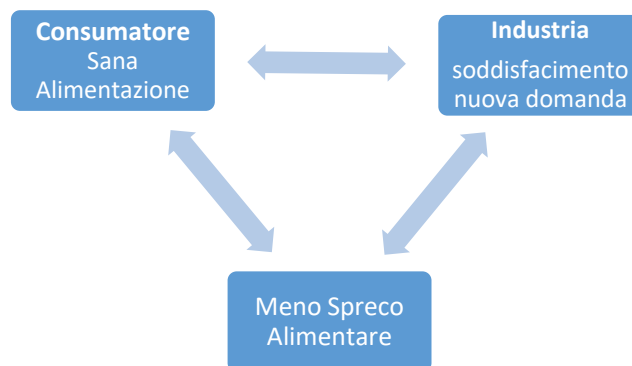 Consumatore
Sana
Alimentazione
Industria
soddisfacimento
nuova domanda
Meno Spreco
Alimentare